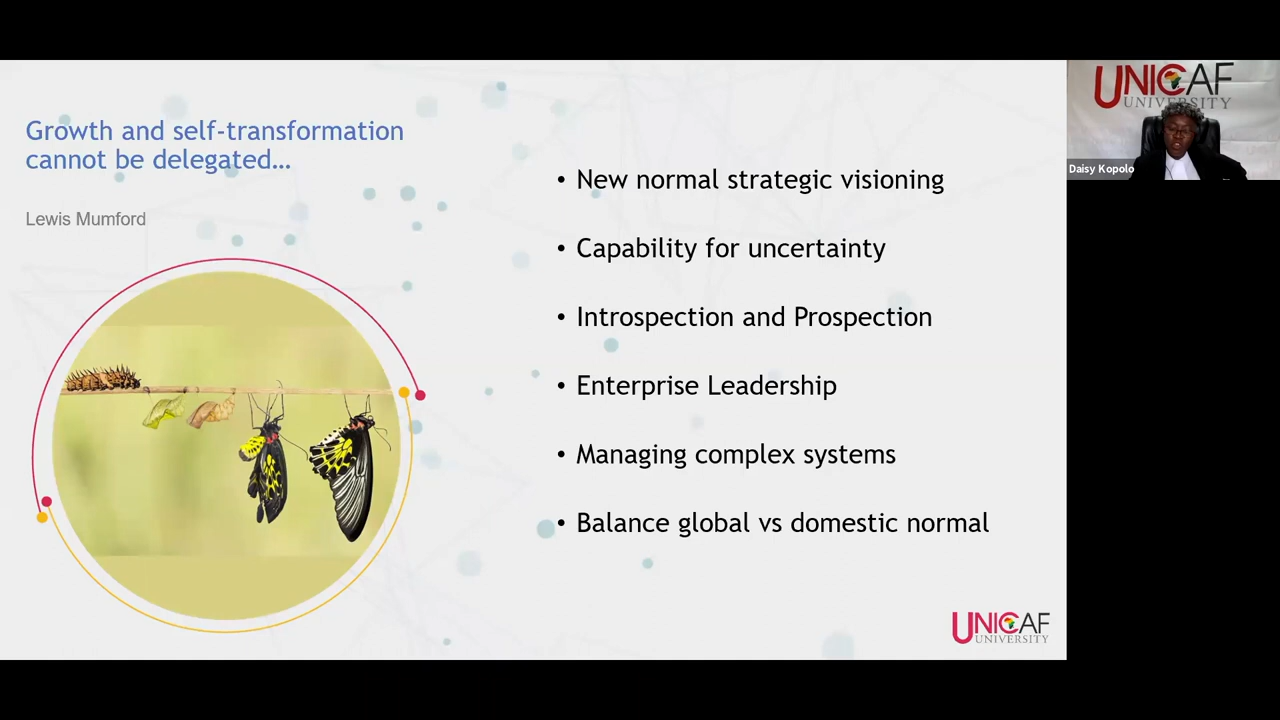 Growth and self-transformation
cannot be delegated...
Lewis Mumford
• New normal strategic visioning
• Capability for uncertainty
• Introspection and Prospection
• Enterprise Leadership
• Managing complex systems
• Balance global vs domestic normal
UNICAF
UNIVERSITY
UNICAF
UNIVERSITY
Daisy Kopolo